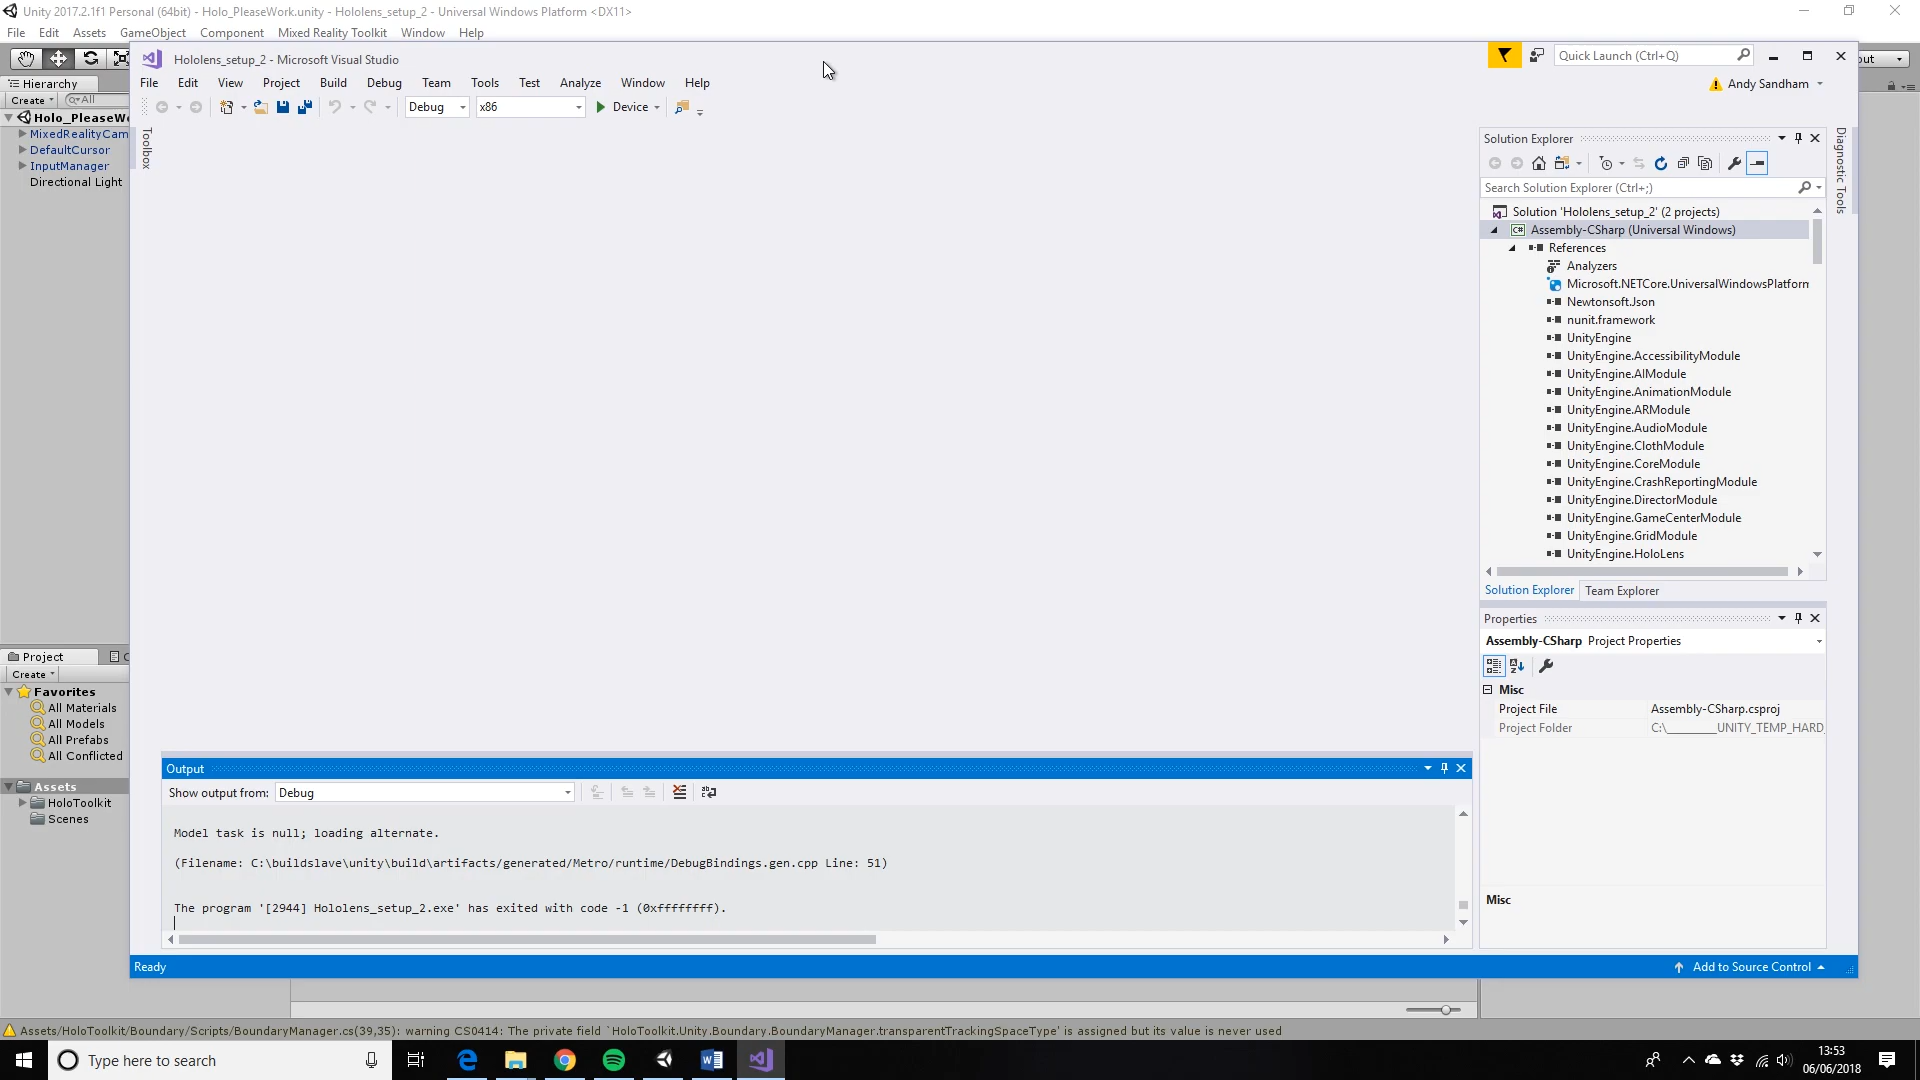 Unity 2017.2.1f1 Personal (64bit) - Holo_PleaseWork.unity - Hololens_setup_2 - Universal Windows Platform <DX11>
File Edit Assets GameObject Component Mixed Reality Toolkit Window Help
Hololens_setup_2 - Microsoft Visual Studio
Quick Launch (Ctrl+Q)
File Edit View Project Build Debug Team Tools Test Analyze Window Help
Andy Sandham
Debug x86 Device
Hierarchy
Create All
Holo_PleaseWo
MixedRealityCam
DefaultCursor
InputManager
Directional Light
Toolbox
Solution Explorer
Search Solution Explorer (Ctrl+;)
Solution 'Hololens_setup_2' (2 projects)
C# Assembly-CSharp (Universal Windows)
References
Analyzers
Microsoft.NETCore.UniversalWindowsPlatform
Newtonsoft.Json
nunit.framework
UnityEngine
UnityEngine.AccessibilityModule
UnityEngine.AIModule
UnityEngine.AnimationModule
UnityEngine.ARModule
UnityEngine.AudioModule
UnityEngine.ClothModule
UnityEngine.CoreModule
UnityEngine.CrashReportingModule
UnityEngine.DirectorModule
UnityEngine.GameCenterModule
UnityEngine.GridModule
UnityEngine.HoloLens
Solution Explorer Team Explorer
Diagnostic Tools
Properties
Assembly-CSharp Project Properties
Misc
Project File Assembly-CSharp.csproj
Project Folder C:\________UNITY_TEMP_HARD_
Misc
Project
Create
Favorites
All Materials
All Models
All Prefabs
All Conflicted
Assets
HoloToolkit
Scenes
Output
Show output from: Debug
Model task is null; loading alternate.
(Filename: C:\buildslave\unity\build\artifacts/generated/Metro/runtime/DebugBindings.gen.cpp Line: 51)
The program '[2944] Hololens_setup_2.exe' has exited with code -1 (0xffffffff).
Ready
Add to Source Control
Assets/HoloToolkit/Boundary/Scripts/BoundaryManager.cs(39,35): warning CS0414: The private field `HoloToolkit.Unity.Boundary.BoundaryManager.transparentTrackingSpaceType' is assigned but its value is never used
Type here to search
13:53
06/06/2018